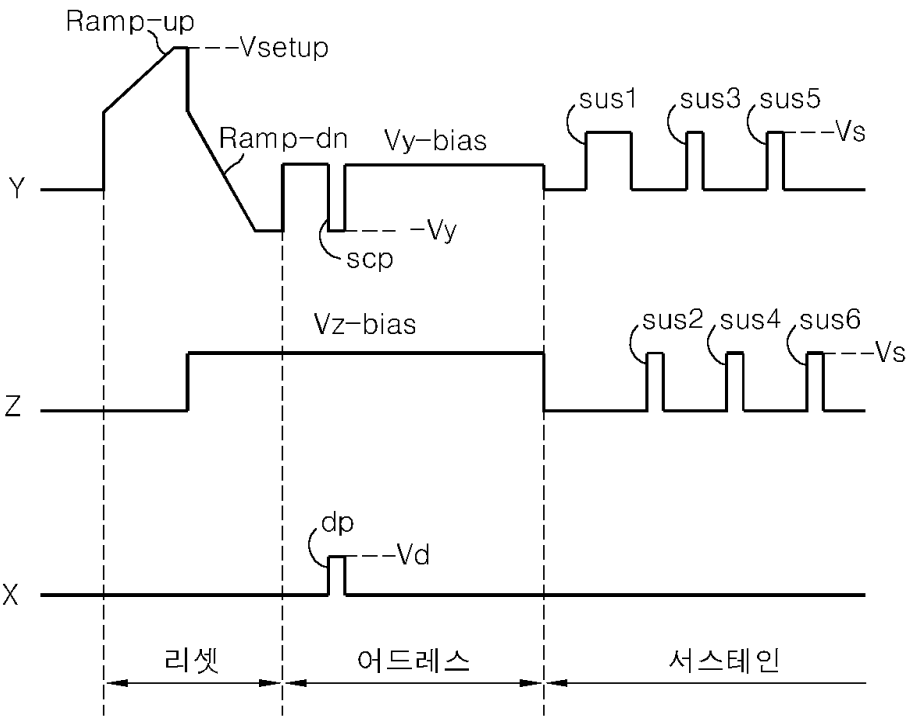 Ramp-up
Vsetup
sus1
sus3
sus5
Vs
Ramp-dn
Vy-bias
Y
-Vy
scp
Vz-bias
sus2
sus4
sus6
Vs
Z
dp
Vd
X
리셋
어드레스
서스테인